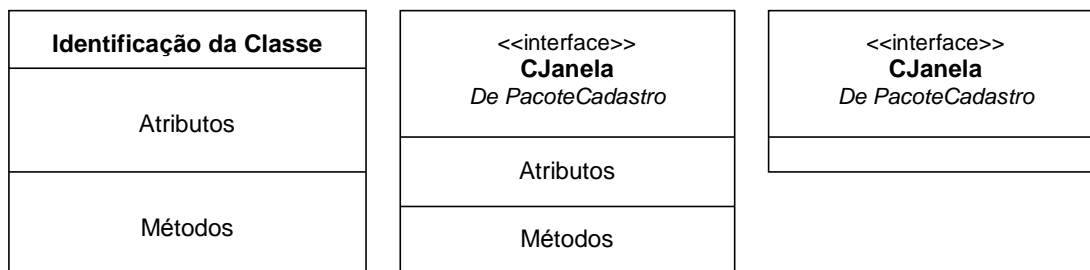 Identificação da Classe
Atributos
Métodos
<<interface>>
CJanela
De PacoteCadastro
Atributos
Métodos
<<interface>>
CJanela
De PacoteCadastro